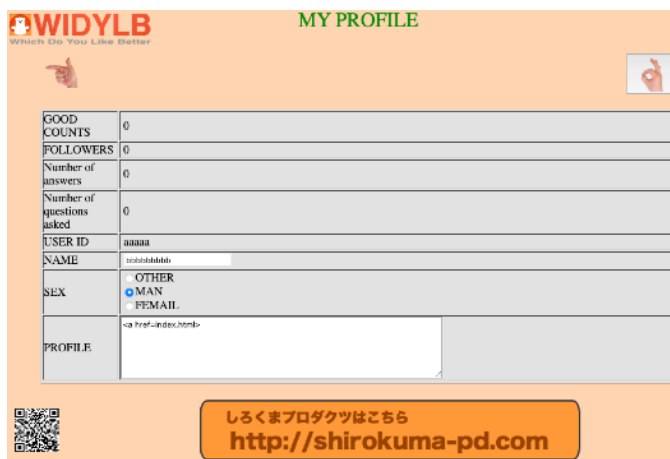 WIDYLB
Which Do You Like Better
MY PROFILE
GOOD
COUNTS
0
FOLLOWERS
0
Number of
answers
0
Number of
questions
asked
0
USER ID
aaaaa
NAME
bbbbbbbbbb
SEX
OTHER
MAN
FEMAIL
PROFILE
<a href=index.html>
しろくまプロダクツはこちら
http://shirokuma-pd.com